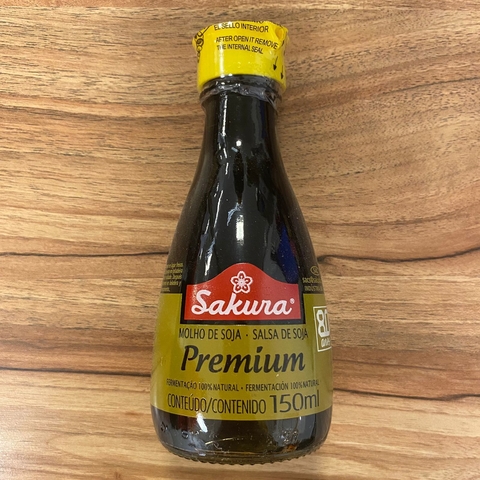 EL SELLO INTERIOR
AFTER OPEN IT REMOVE
THE INTERNAL SEAL
Sakura®
MOLHO DE SOJA · SALSA DE SOJA
Premium
FERMENTAÇÃO 100% NATURAL · FERMENTACIÓN 100% NATURAL
CONTEÚDO/CONTENIDO 150ml